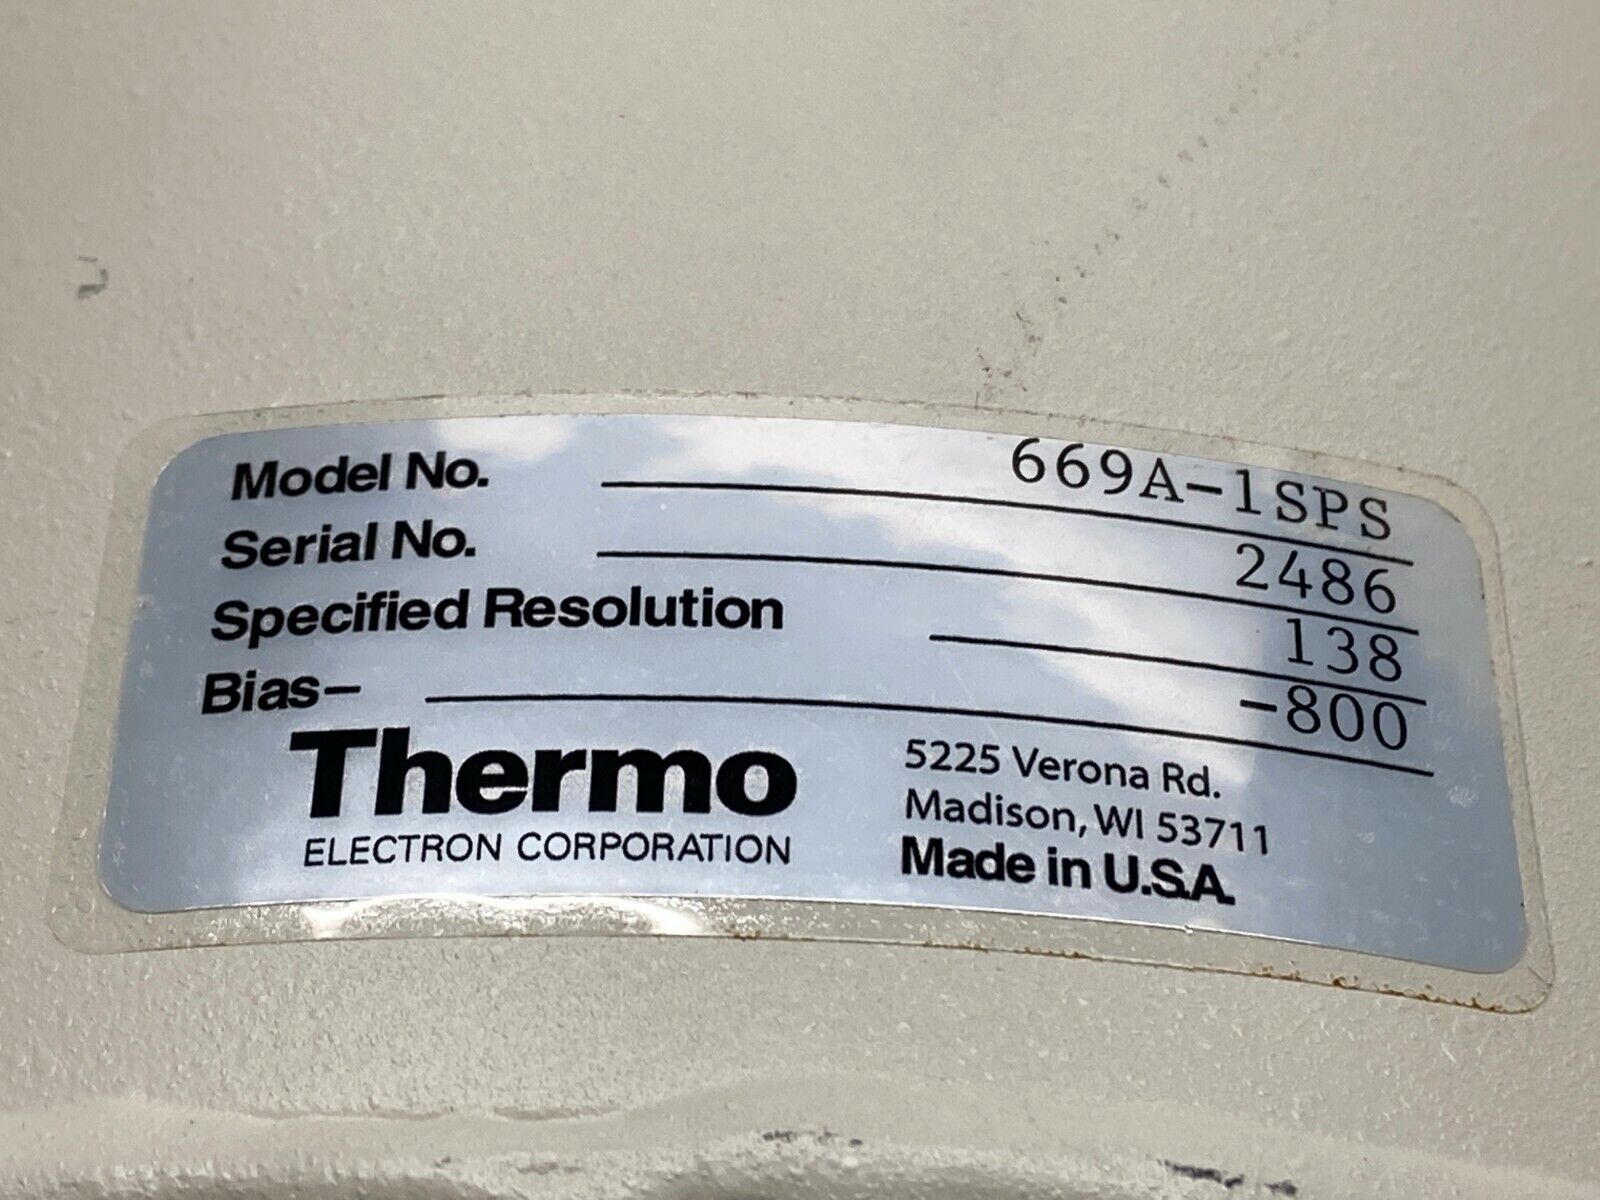 Model No. 669A-1SPS
Serial No. 2486
Specified Resolution 138
Bias– -800
Thermo
ELECTRON CORPORATION
5225 Verona Rd.
Madison, WI 53711
Made in U.S.A.